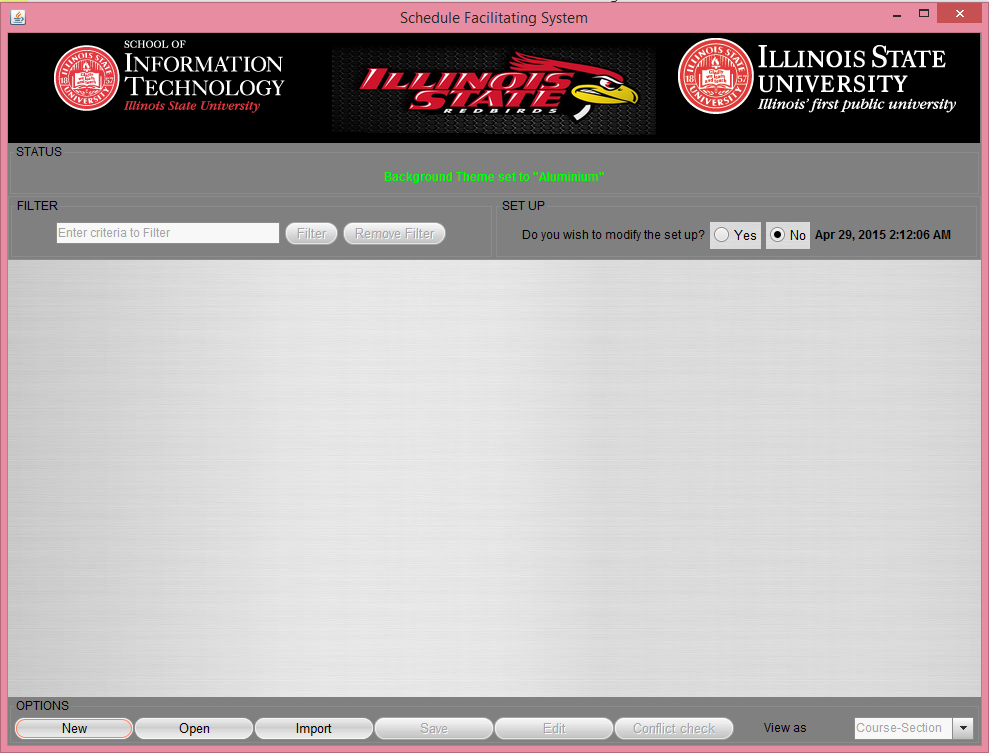 Schedule Facilitating System
SCHOOL OF
INFORMATION
TECHNOLOGY
Illinois State University
ILLINOIS
STATE
REDBIRDS
ILLINOIS STATE
UNIVERSITY
Illinois' first public university
STATUS
Background Theme set to "Aluminium"
FILTER
Enter criteria to Filter Filter Remove Filter
SET UP
Do you wish to modify the set up? Yes No Apr 29, 2015 2:12:06 AM
OPTIONS
New Open Import Save Edit Conflict check View as Course-Section